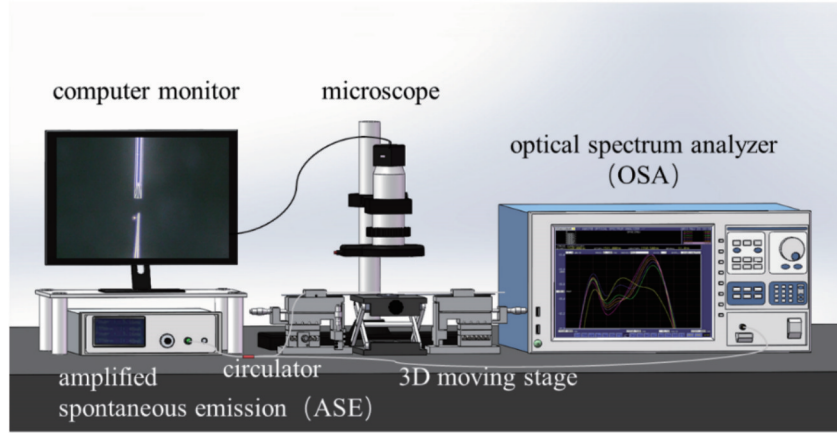 computer monitor
microscope
optical spectrum analyzer
（OSA）
circulator
3D moving stage
amplified
spontaneous emission（ASE）